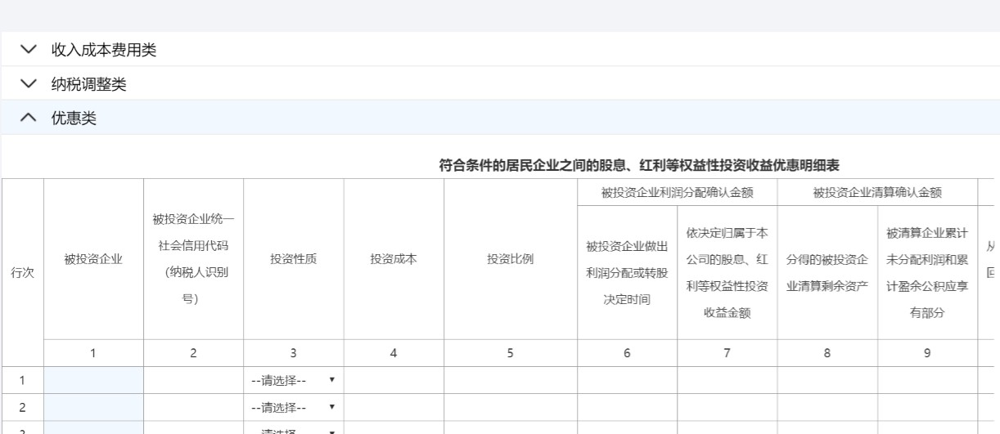 收入成本费用类
纳税调整类
优惠类
符合条件的居民企业之间的股息、红利等权益性投资收益优惠明细表
行次
被投资企业
被投资企业统一
社会信用代码
（纳税人识别
号）
投资性质
投资成本
投资比例
被投资企业利润分配确认金额
被投资企业清算确认金额
被投资企业做出
利润分配或转股
决定时间
依决定归属于本
公司的股息、红
利等权益性投资
收益金额
分得的被投资企
业清算剩余资产
被清算企业累计
未分配利润和累
计盈余公积应享
有部分
从
回
1 2 3 4 5 6 7 8 9
1 --请选择--
2 --请选择--
3 --请选择--